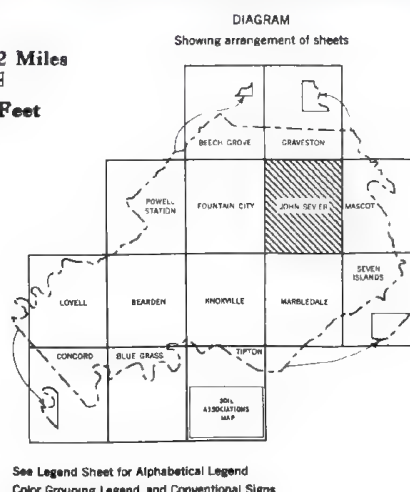 DIAGRAM
Showing arrangement of sheets
2 Miles
Feet
BEECH GROVE
GRAVESTON
POWELL
STATION
FOUNTAIN CITY
JOHN SEVIER
MASCOT
SEVEN
ISLANDS
LOVELL
BEARDEN
KNOXVILLE
MARBLEDALE
CONCORD
BLUE GRASS
TIPTON
SOIL
ASSOCIATIONS
MAP
See Legend Sheet for Alphabetical Legend
Color Grouping Legend, and Conventional Signs